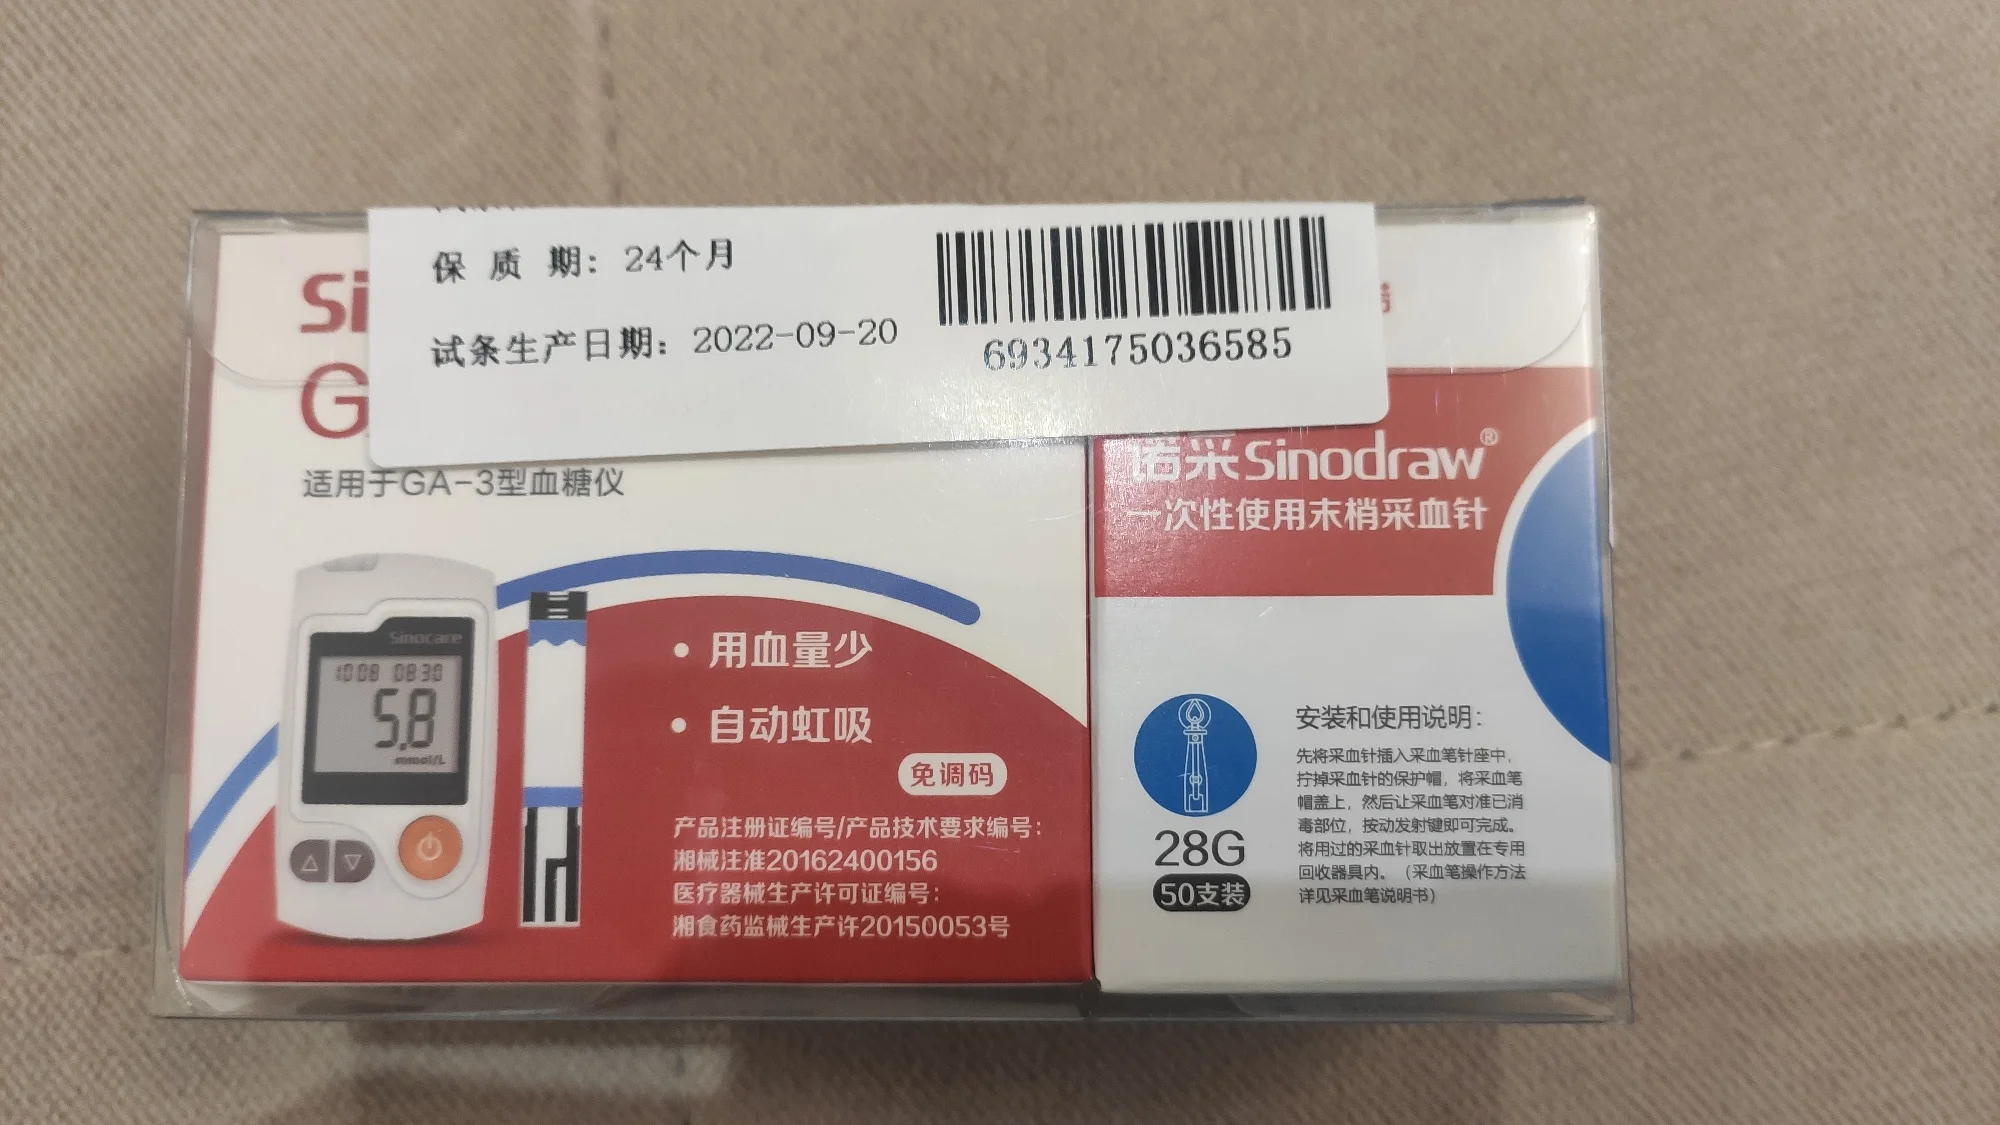 保 质 期: 24个月
试条生产日期: 2022-09-20
6934175036585
Si
G
适用于GA-3型血糖仪
Sinocare
1008 0830
5.8
mmol/L
• 用血量少
• 自动虹吸
免调码
产品注册证编号/产品技术要求编号:
湘械注准20162400156
医疗器械生产许可证编号:
湘食药监械生产许20150053号
诺采Sinodraw®
一次性使用末梢采血针
28G
50支装
安装和使用说明:
先将采血针插入采血笔针座中,
拧掉采血针的保护帽, 将采血笔
帽盖上, 然后让采血笔对准已消
毒部位, 按动发射键即可完成。
将用过的采血针取出放置在专用
回收器具内。(采血笔操作方法
详见采血笔说明书)